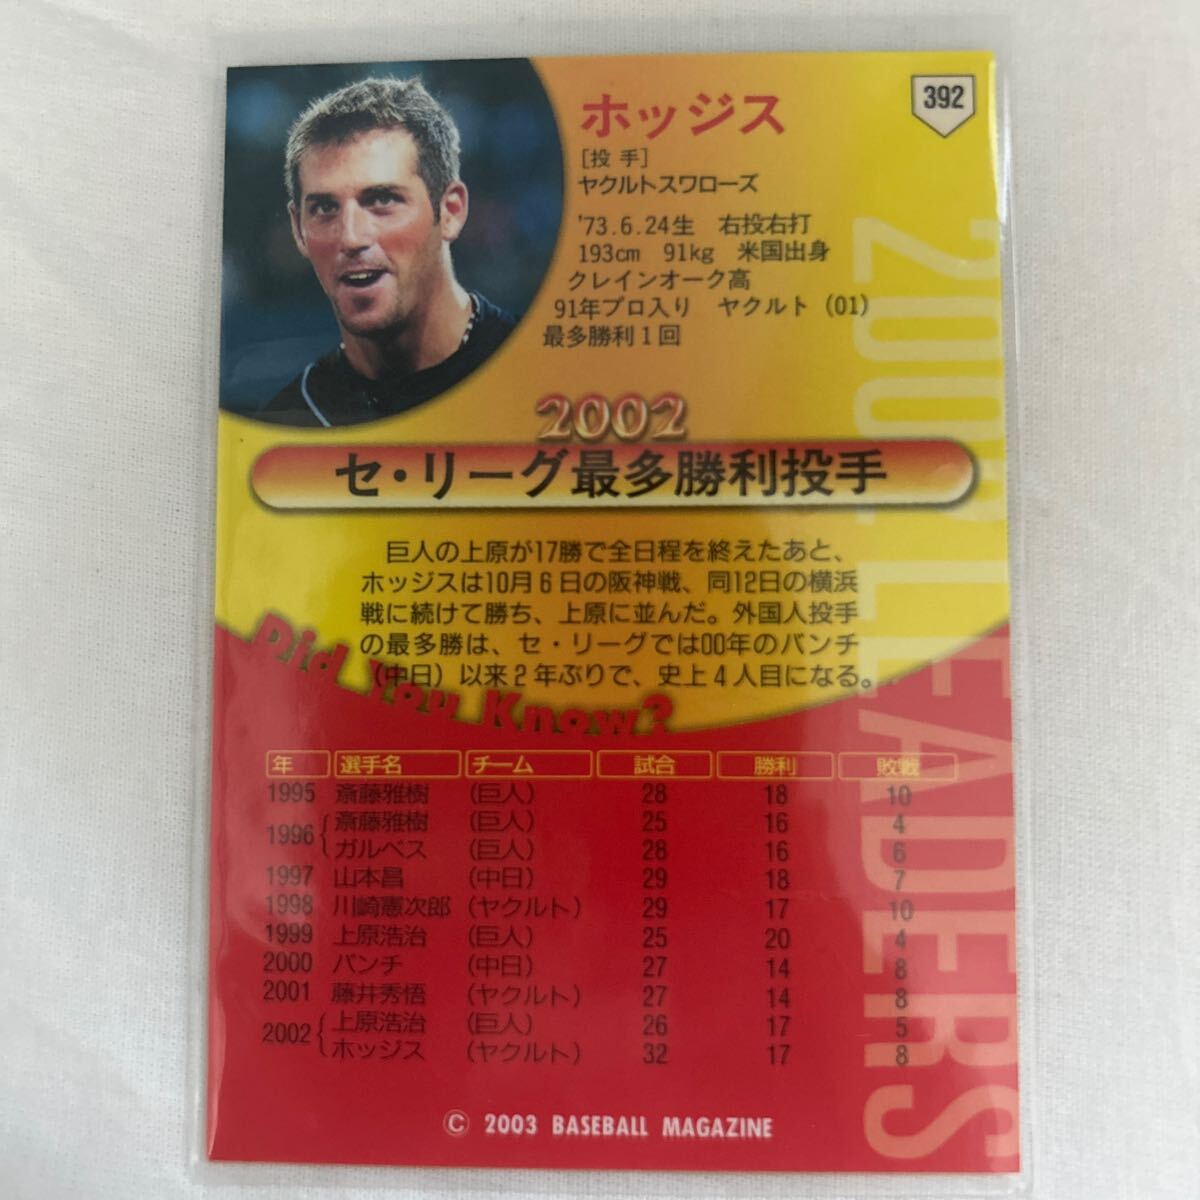 392
ホッジス
［投 手］
ヤクルトスワローズ
'73.6.24生 右投右打
193cm 91kg 米国出身
クレインオーク高
91年プロ入り ヤクルト（01）
最多勝利1回
2002
セ・リーグ最多勝利投手
巨人の上原が17勝で全日程を終えたあと、
ホッジスは10月6日の阪神戦、同12日の横浜
戦に続けて勝ち、上原に並んだ。外国人投手
の最多勝は、セ・リーグでは00年のバンチ
（中日）以来2年ぶりで、史上4人目になる。
Did You Know?
年 選手名 チーム 試合 勝利 敗戦
1995 斎藤雅樹 （巨人） 28 18 10
1996 斎藤雅樹 （巨人） 25 16 4
ガルベス （巨人） 28 16 6
1997 山本昌 （中日） 29 18 7
1998 川崎憲次郎 （ヤクルト） 29 17 10
1999 上原浩治 （巨人） 25 20 4
2000 バンチ （中日） 27 14 8
2001 藤井秀悟 （ヤクルト） 27 14 8
2002 上原浩治 （巨人） 26 17 5
ホッジス （ヤクルト） 32 17 8
© 2003 BASEBALL MAGAZINE
2002 LEADERS